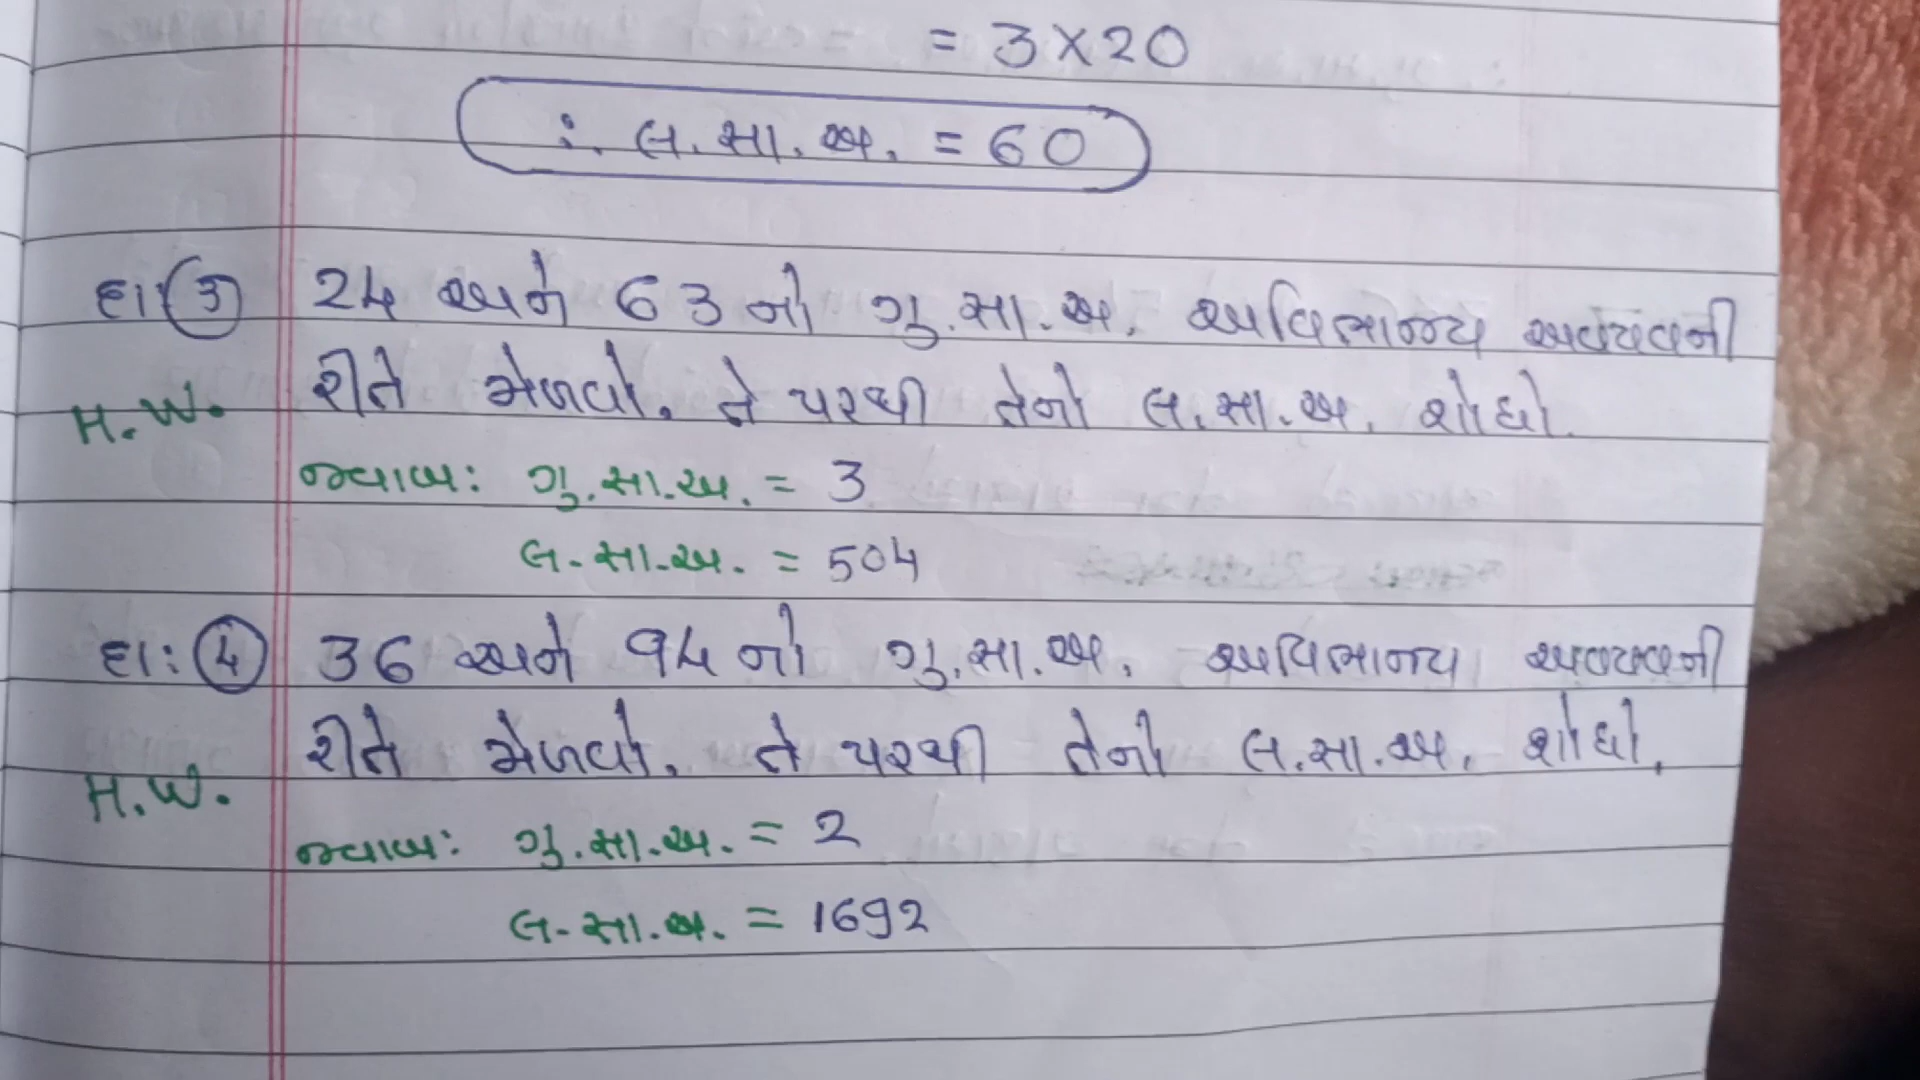 = 3 × 20
∴ લ. સા. અ. = 60
દા: 3 24 અને 63 નો ગુ. સા. અ. અવિભાજ્ય અવયવની
H.W. રીતે મેળવો. તે પરથી તેનો લ. સા. અ. શોધો.
જવાબ: ગુ. સા. અ. = 3
લ. સા. અ. = 504
દા: 4 36 અને 94 નો ગુ. સા. અ. અવિભાજ્ય અવયવની
H.W. રીતે મેળવો. તે પરથી તેનો લ. સા. અ. શોધો.
જવાબ: ગુ. સા. અ. = 2
લ. સા. અ. = 1692